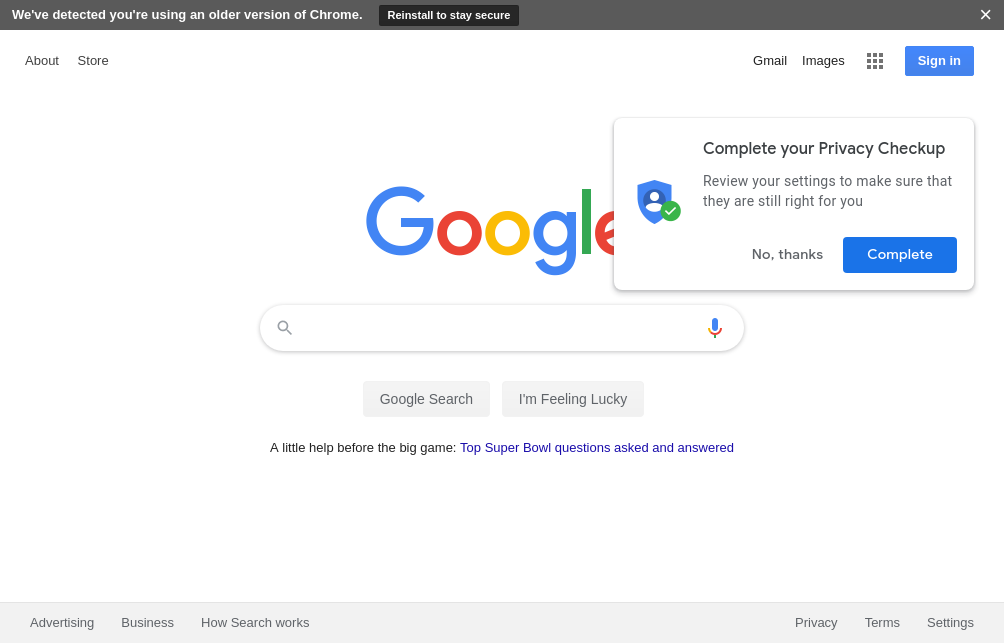 We've detected you're using an older version of Chrome. Reinstall to stay secure
About Store Gmail Images Sign in
Complete your Privacy Checkup
Review your settings to make sure that
they are still right for you
No, thanks Complete
Google
Google Search I'm Feeling Lucky
A little help before the big game: Top Super Bowl questions asked and answered
Advertising Business How Search works Privacy Terms Settings